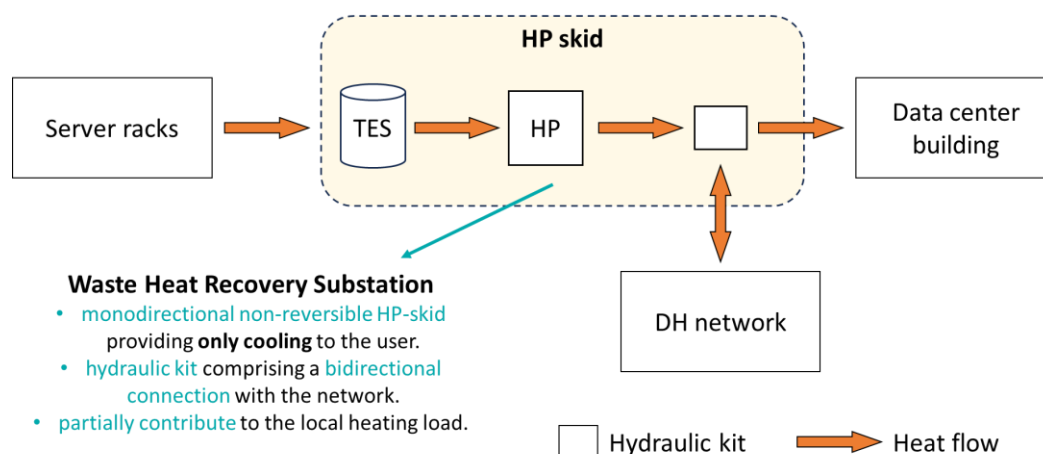 HP skid
Server racks
TES
HP
Data center
building
DH network
Waste Heat Recovery Substation
• monodirectional non-reversible HP-skid
providing only cooling to the user.
• hydraulic kit comprising a bidirectional
connection with the network.
• partially contribute to the local heating load.
Hydraulic kit
Heat flow